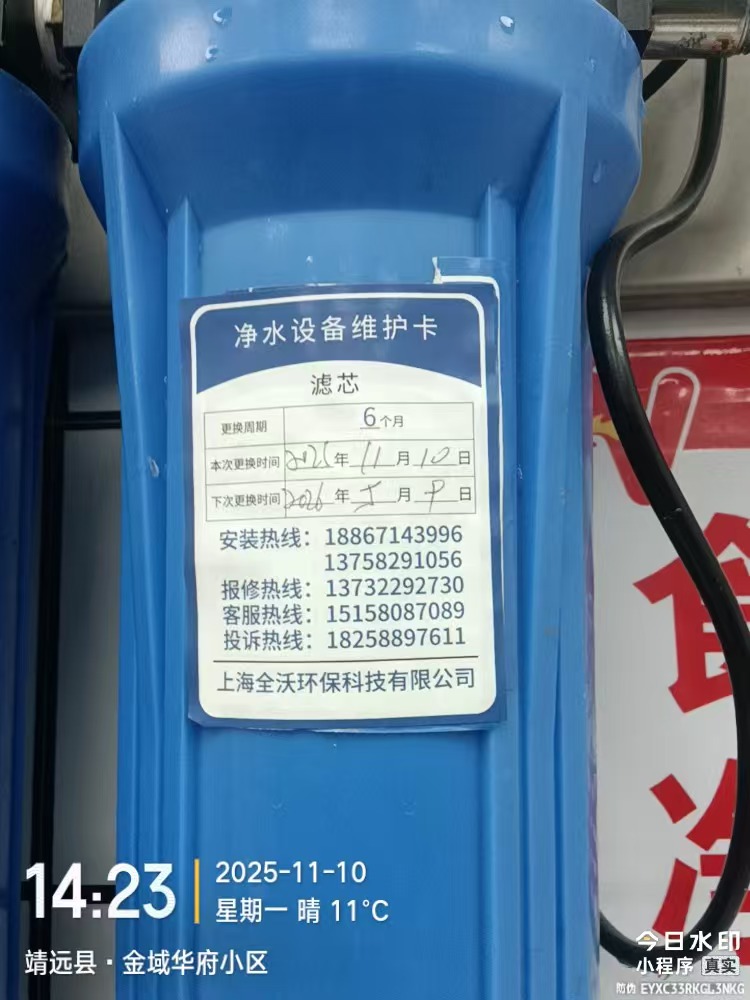 净水设备维护卡
滤芯
更换周期 6个月
本次更换时间 2025年 11月 10日
下次更换时间 2026年 5月 9日
安装热线：18867143996
13758291056
报修热线：13732292730
客服热线：15158087089
投诉热线：18258897611
上海全沃环保科技有限公司
食
14:23
2025-11-10
星期一 晴 11℃
靖远县·金域华府小区
今日水印
小程序 真实
防伪 EYXC33RKGL3NKG